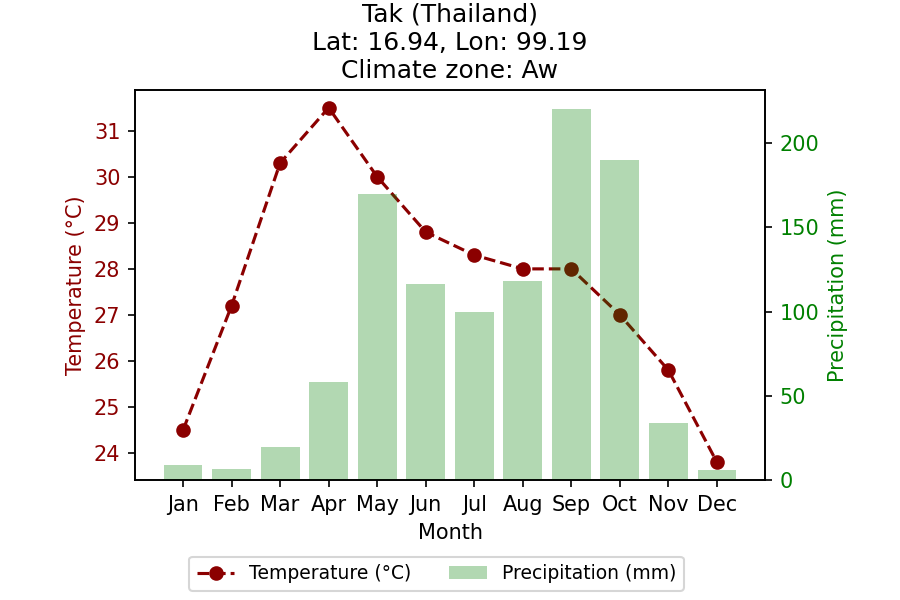 Tak (Thailand)
Lat: 16.94, Lon: 99.19
Climate zone: Aw
Temperature (°C)
31
30
29
28
27
26
25
24
200
150
100
50
0
Precipitation (mm)
Jan Feb Mar Apr May Jun Jul Aug Sep Oct Nov Dec
Month
Temperature (°C) Precipitation (mm)